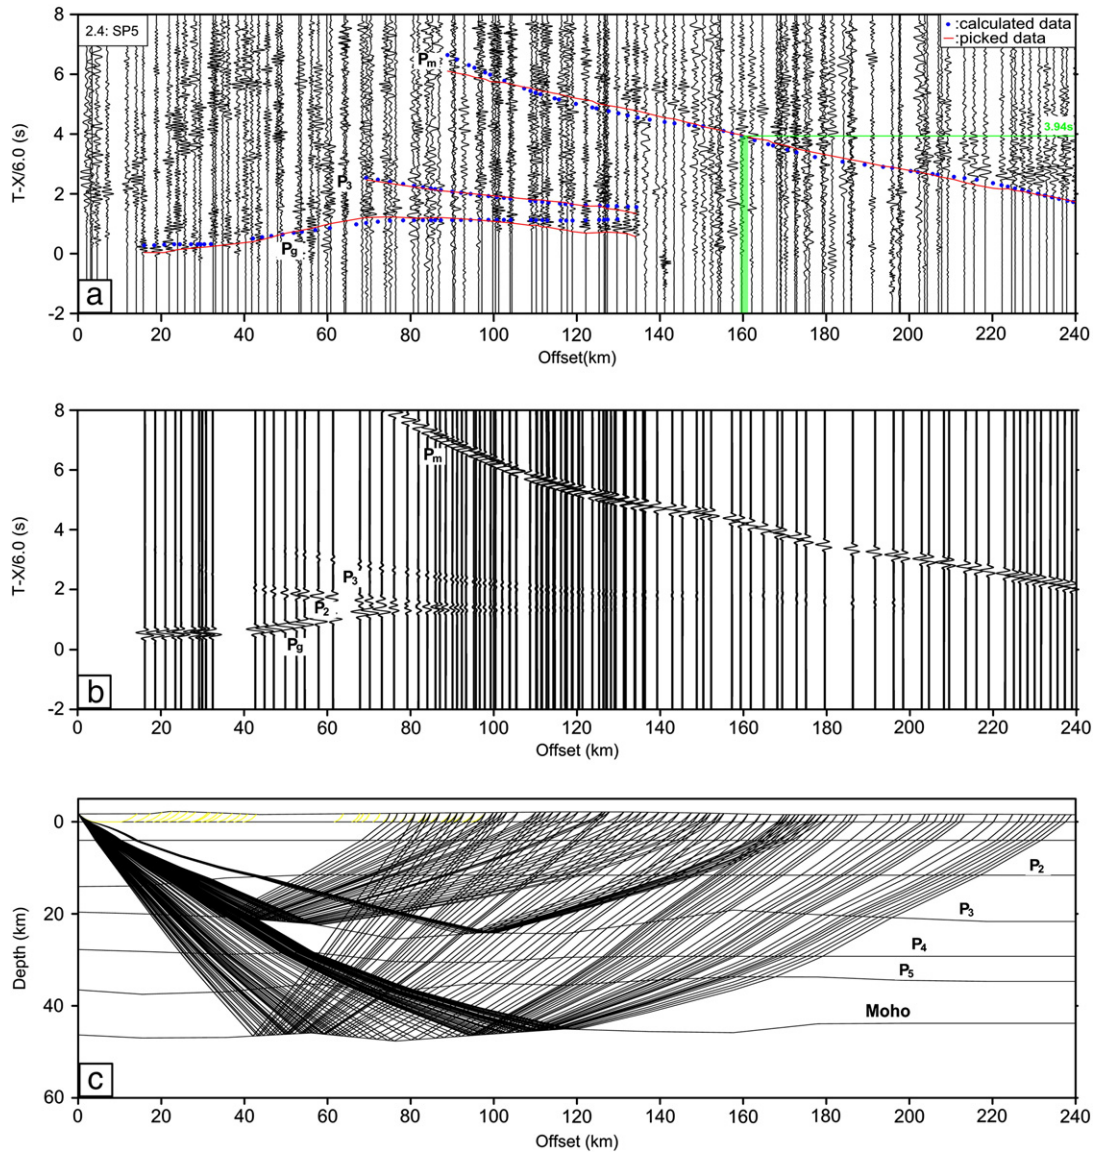 8
6
4
2
0
-2
T-X/6.0 (s)
2.4: SP5
Pm
P3
Pg
:calculated data
:picked data
3.94s
a
0 20 40 60 80 100 120 140 160 180 200 220 240
Offset(km)
8
6
4
2
0
-2
T-X/6.0 (s)
Pm
P3
P2
Pg
b
0 20 40 60 80 100 120 140 160 180 200 220 240
Offset (km)
0
20
40
60
Depth (km)
P2
P3
P4
P5
Moho
c
0 20 40 60 80 100 120 140 160 180 200 220 240
Offset (km)